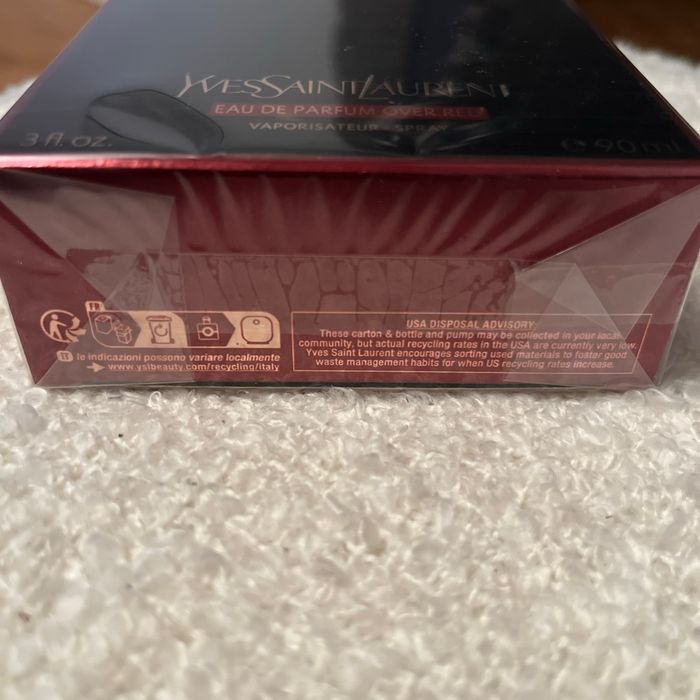 YVESSAINTLAURENT
EAU DE PARFUM OVER RED
VAPORISATEUR - SPRAY
3 fl. oz.
℮ 90 ml
FR
IT le indicazioni possono variare localmente
→ www.yslbeauty.com/recycling/italy
USA DISPOSAL ADVISORY:
These carton & bottle and pump may be collected in your local
community, but actual recycling rates in the USA are currently very low.
Yves Saint Laurent encourages sorting used materials to foster good
waste management habits for when US recycling rates increase.